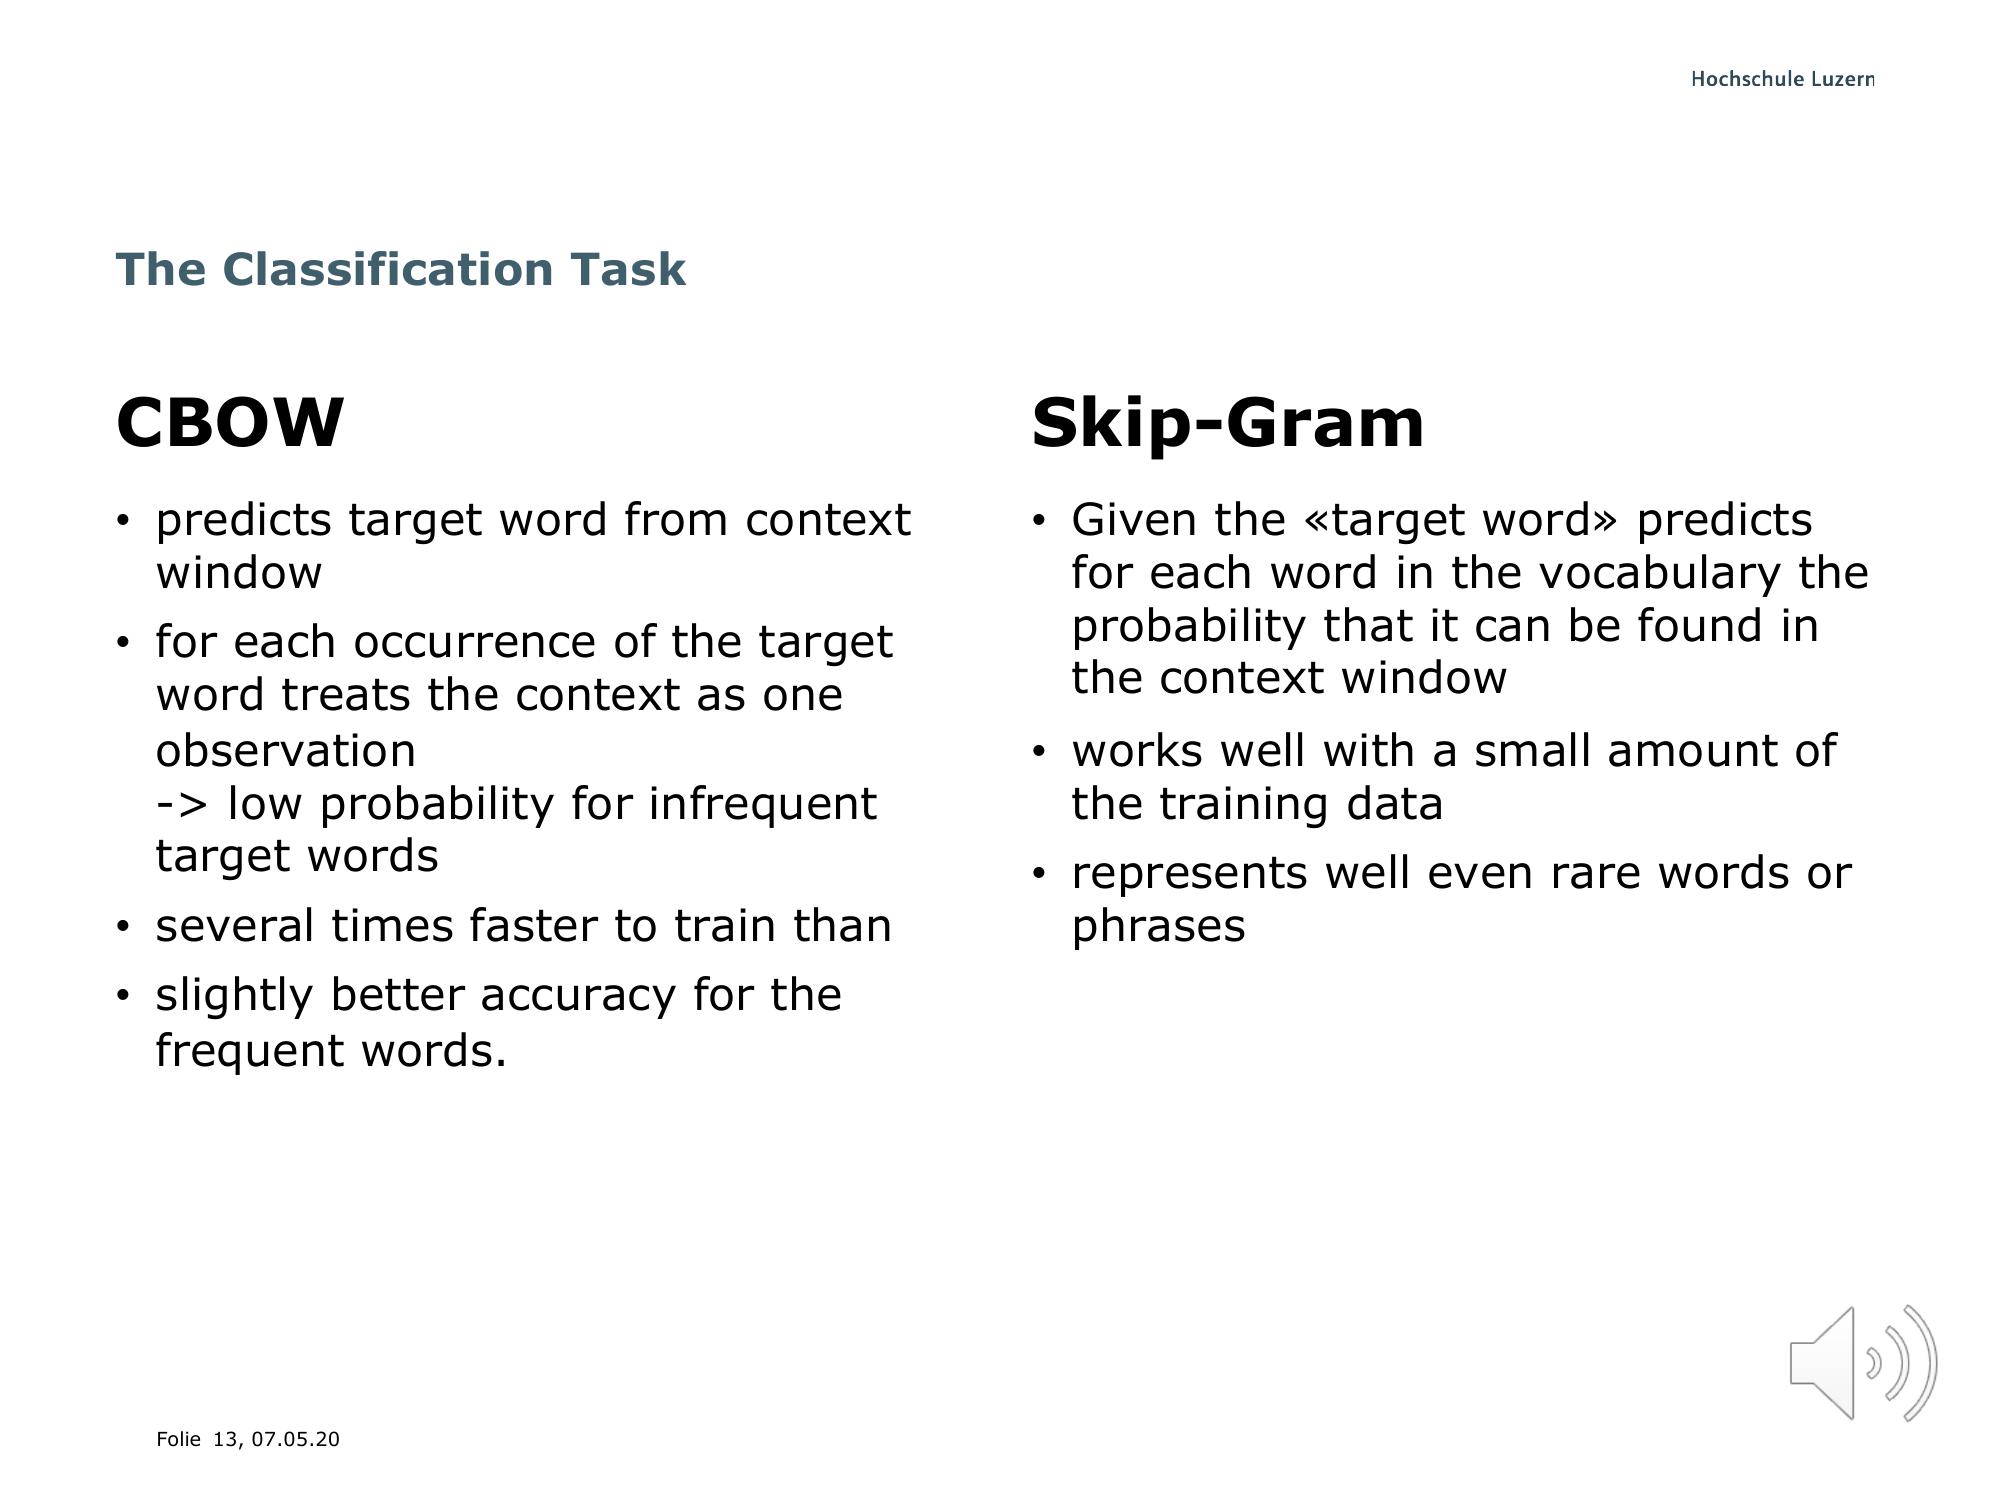 Hochschule Luzern
The Classification Task
CBOW
• predicts target word from context
window
• for each occurrence of the target
word treats the context as one
observation
-> low probability for infrequent
target words
• several times faster to train than
• slightly better accuracy for the
frequent words.
Skip-Gram
• Given the «target word» predicts
for each word in the vocabulary the
probability that it can be found in
the context window
• works well with a small amount of
the training data
• represents well even rare words or
phrases
Folie 13, 07.05.20